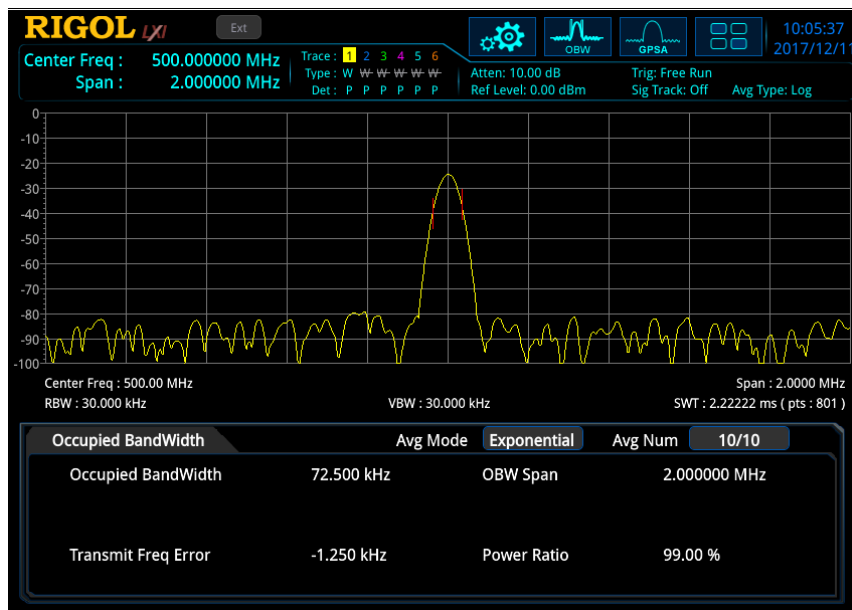 RIGOL LXI Ext OBW GPSA 10:05:37
2017/12/11
Center Freq : 500.000000 MHz Trace : 1 2 3 4 5 6
Span : 2.000000 MHz Type : W W W W W W Atten: 10.00 dB Trig: Free Run
Det : P P P P P P Ref Level: 0.00 dBm Sig Track: Off Avg Type: Log
0
-10
-20
-30
-40
-50
-60
-70
-80
-90
-100
Center Freq : 500.00 MHz Span : 2.0000 MHz
RBW : 30.000 kHz VBW : 30.000 kHz SWT : 2.22222 ms ( pts : 801 )
Occupied BandWidth Avg Mode Exponential Avg Num 10/10
Occupied BandWidth 72.500 kHz OBW Span 2.000000 MHz
Transmit Freq Error -1.250 kHz Power Ratio 99.00 %